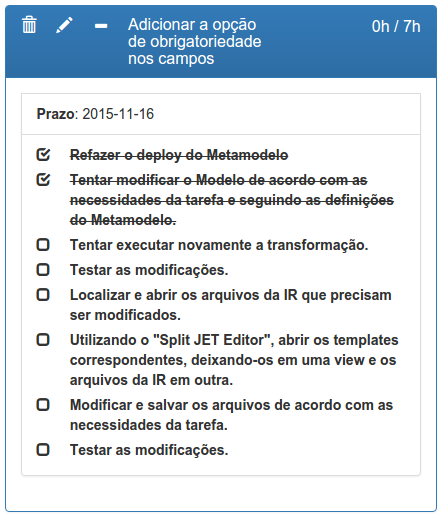 Adicionar a opção
de obrigatoriedade
nos campos
0h / 7h
Prazo: 2015-11-16
Refazer o deploy do Metamodelo
Tentar modificar o Modelo de acordo com as
necessidades da tarefa e seguindo as definições
do Metamodelo.
Tentar executar novamente a transformação.
Testar as modificações.
Localizar e abrir os arquivos da IR que precisam
ser modificados.
Utilizando o "Split JET Editor", abrir os templates
correspondentes, deixando-os em uma view e os
arquivos da IR em outra.
Modificar e salvar os arquivos de acordo com as
necessidades da tarefa.
Testar as modificações.